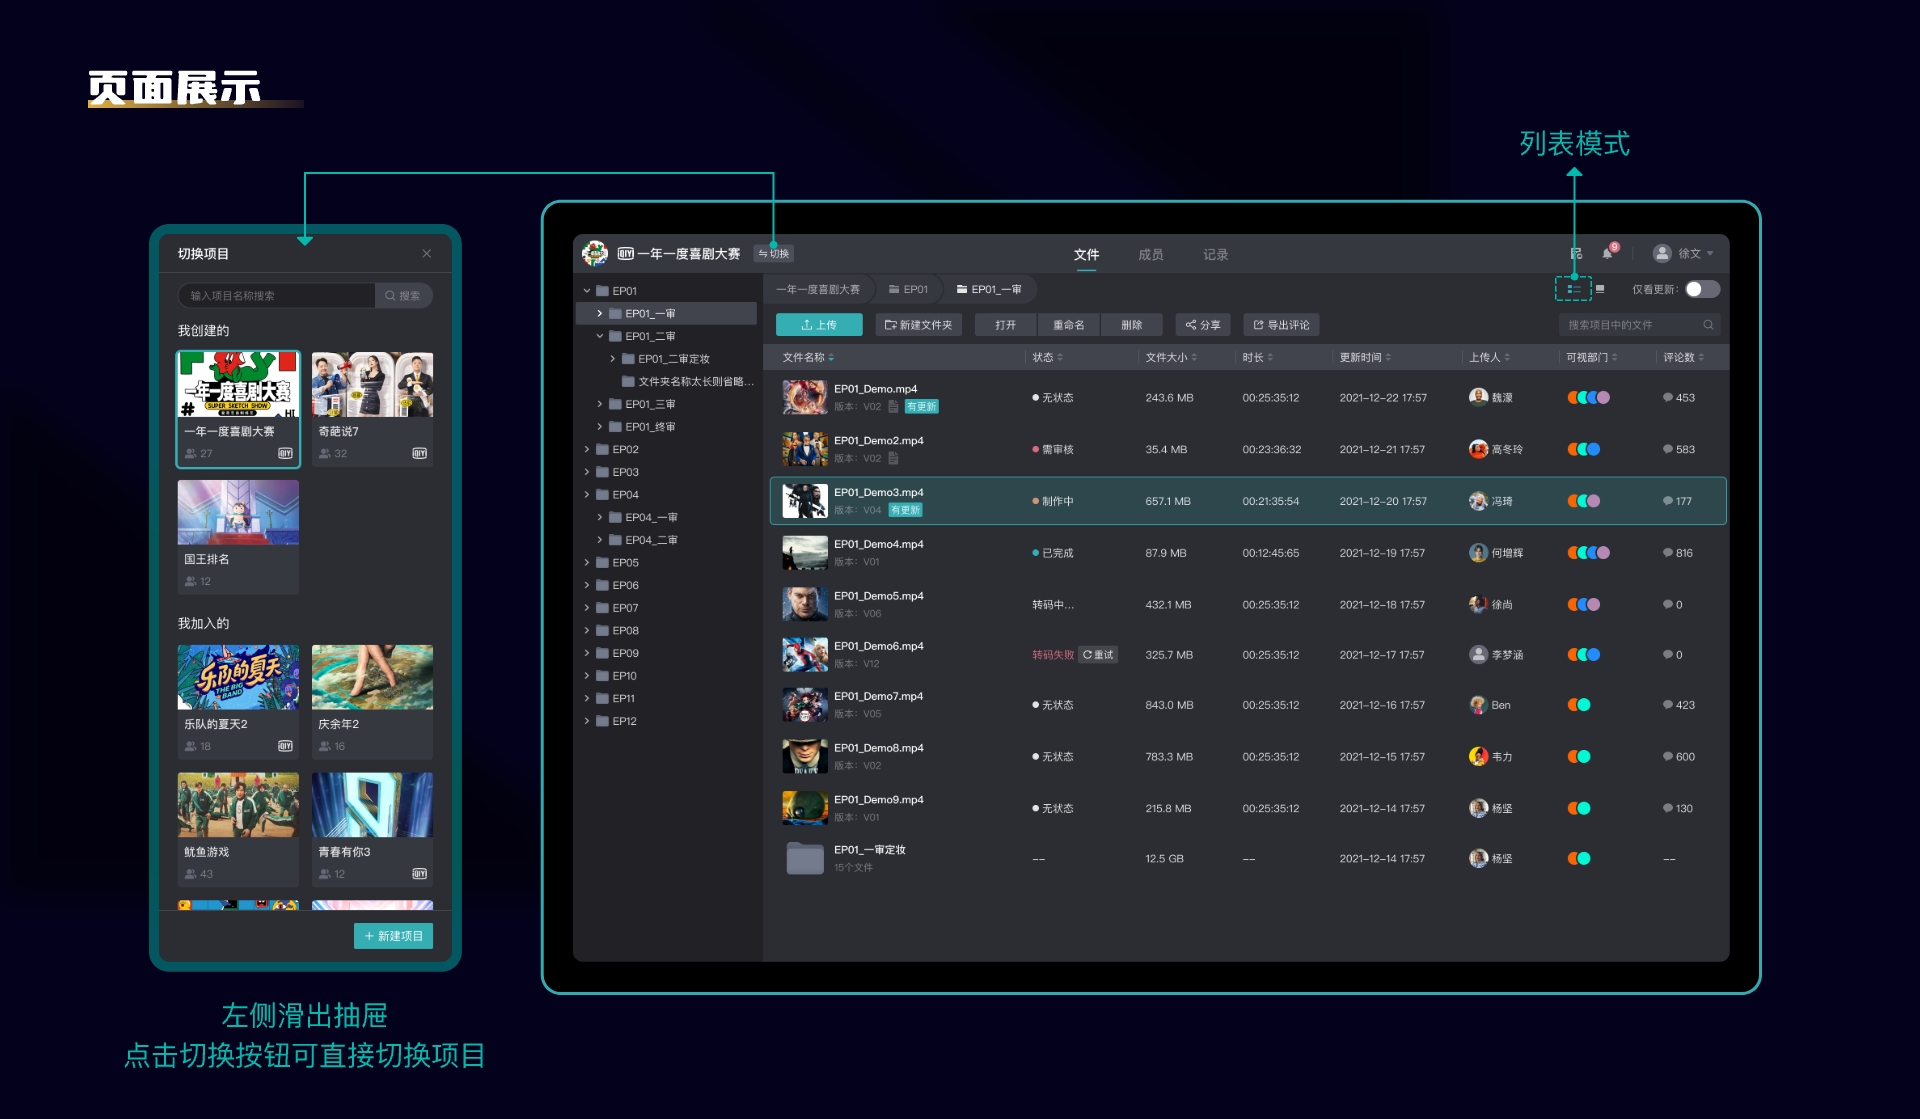 页面展示
列表模式
切换项目
输入项目名称搜索
搜索
我创建的
一年一度喜剧大赛
SUPER SKETCH SHOW
一年一度喜剧大赛
27
DIY
奇葩说7
32
DIY
国王排名
12
我加入的
乐队的夏天
THE BIG BAND
乐队的夏天2
18
DIY
庆余年2
16
鱿鱼游戏
43
青春有你3
12
DIY
+ 新建项目
左侧滑出抽屉
点击切换按钮可直接切换项目
DIY 一年一度喜剧大赛 切换
文件 成员 记录
9 徐文
EP01
EP01_一审
EP01_二审
EP01_二审定妆
文件夹名称太长则省略...
EP01_三审
EP01_终审
EP02
EP03
EP04
EP04_一审
EP04_二审
EP05
EP06
EP07
EP08
EP09
EP10
EP11
EP12
一年一度喜剧大赛 EP01 EP01_一审
仅看更新:
上传 新建文件夹 打开 重命名 删除 分享 导出评论
搜索项目中的文件
文件名称 状态 文件大小 时长 更新时间 上传人 可视部门 评论数
EP01_Demo.mp4
版本: V02 有更新
无状态 243.6 MB 00:25:35:12 2021-12-22 17:57 魏濛 453
EP01_Demo2.mp4
版本: V02
需审核 35.4 MB 00:23:36:32 2021-12-21 17:57 高冬玲 583
EP01_Demo3.mp4
版本: V04 有更新
制作中 657.1 MB 00:21:35:54 2021-12-20 17:57 冯琦 177
EP01_Demo4.mp4
版本: V01
已完成 87.9 MB 00:12:45:65 2021-12-19 17:57 何增辉 816
EP01_Demo5.mp4
版本: V06
转码中... 432.1 MB 00:25:35:12 2021-12-18 17:57 徐尚 0
EP01_Demo6.mp4
版本: V12
转码失败 重试 325.7 MB 00:25:35:12 2021-12-17 17:57 李梦涵 0
EP01_Demo7.mp4
版本: V05
无状态 843.0 MB 00:25:35:12 2021-12-16 17:57 Ben 423
EP01_Demo8.mp4
版本: V02
无状态 783.3 MB 00:25:35:12 2021-12-15 17:57 韦力 600
EP01_Demo9.mp4
版本: V01
无状态 215.8 MB 00:25:35:12 2021-12-14 17:57 杨坚 130
EP01_一审定妆
15个文件
-- 12.5 GB -- 2021-12-14 17:57 杨坚 --